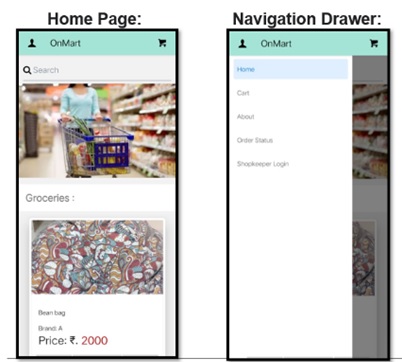 Home Page:
OnMart
Search
Groceries :
Bean bag
Brand: A
Price: ₹. 2000
Navigation Drawer:
OnMart
Home
Cart
About
Order Status
Shopkeeper Login